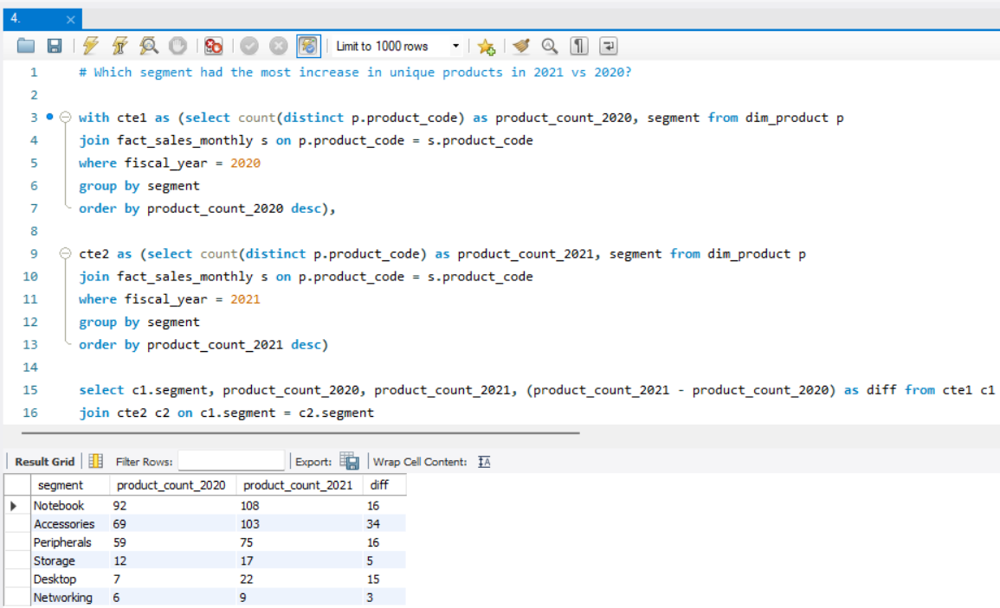 4.
Limit to 1000 rows
1 # Which segment had the most increase in unique products in 2021 vs 2020?
2
3 with cte1 as (select count(distinct p.product_code) as product_count_2020, segment from dim_product p
4 join fact_sales_monthly s on p.product_code = s.product_code
5 where fiscal_year = 2020
6 group by segment
7 order by product_count_2020 desc),
8
9 cte2 as (select count(distinct p.product_code) as product_count_2021, segment from dim_product p
10 join fact_sales_monthly s on p.product_code = s.product_code
11 where fiscal_year = 2021
12 group by segment
13 order by product_count_2021 desc)
14
15 select c1.segment, product_count_2020, product_count_2021, (product_count_2021 - product_count_2020) as diff from cte1 c1
16 join cte2 c2 on c1.segment = c2.segment
Result Grid Filter Rows: Export: Wrap Cell Content:
segment product_count_2020 product_count_2021 diff
Notebook 92 108 16
Accessories 69 103 34
Peripherals 59 75 16
Storage 12 17 5
Desktop 7 22 15
Networking 6 9 3